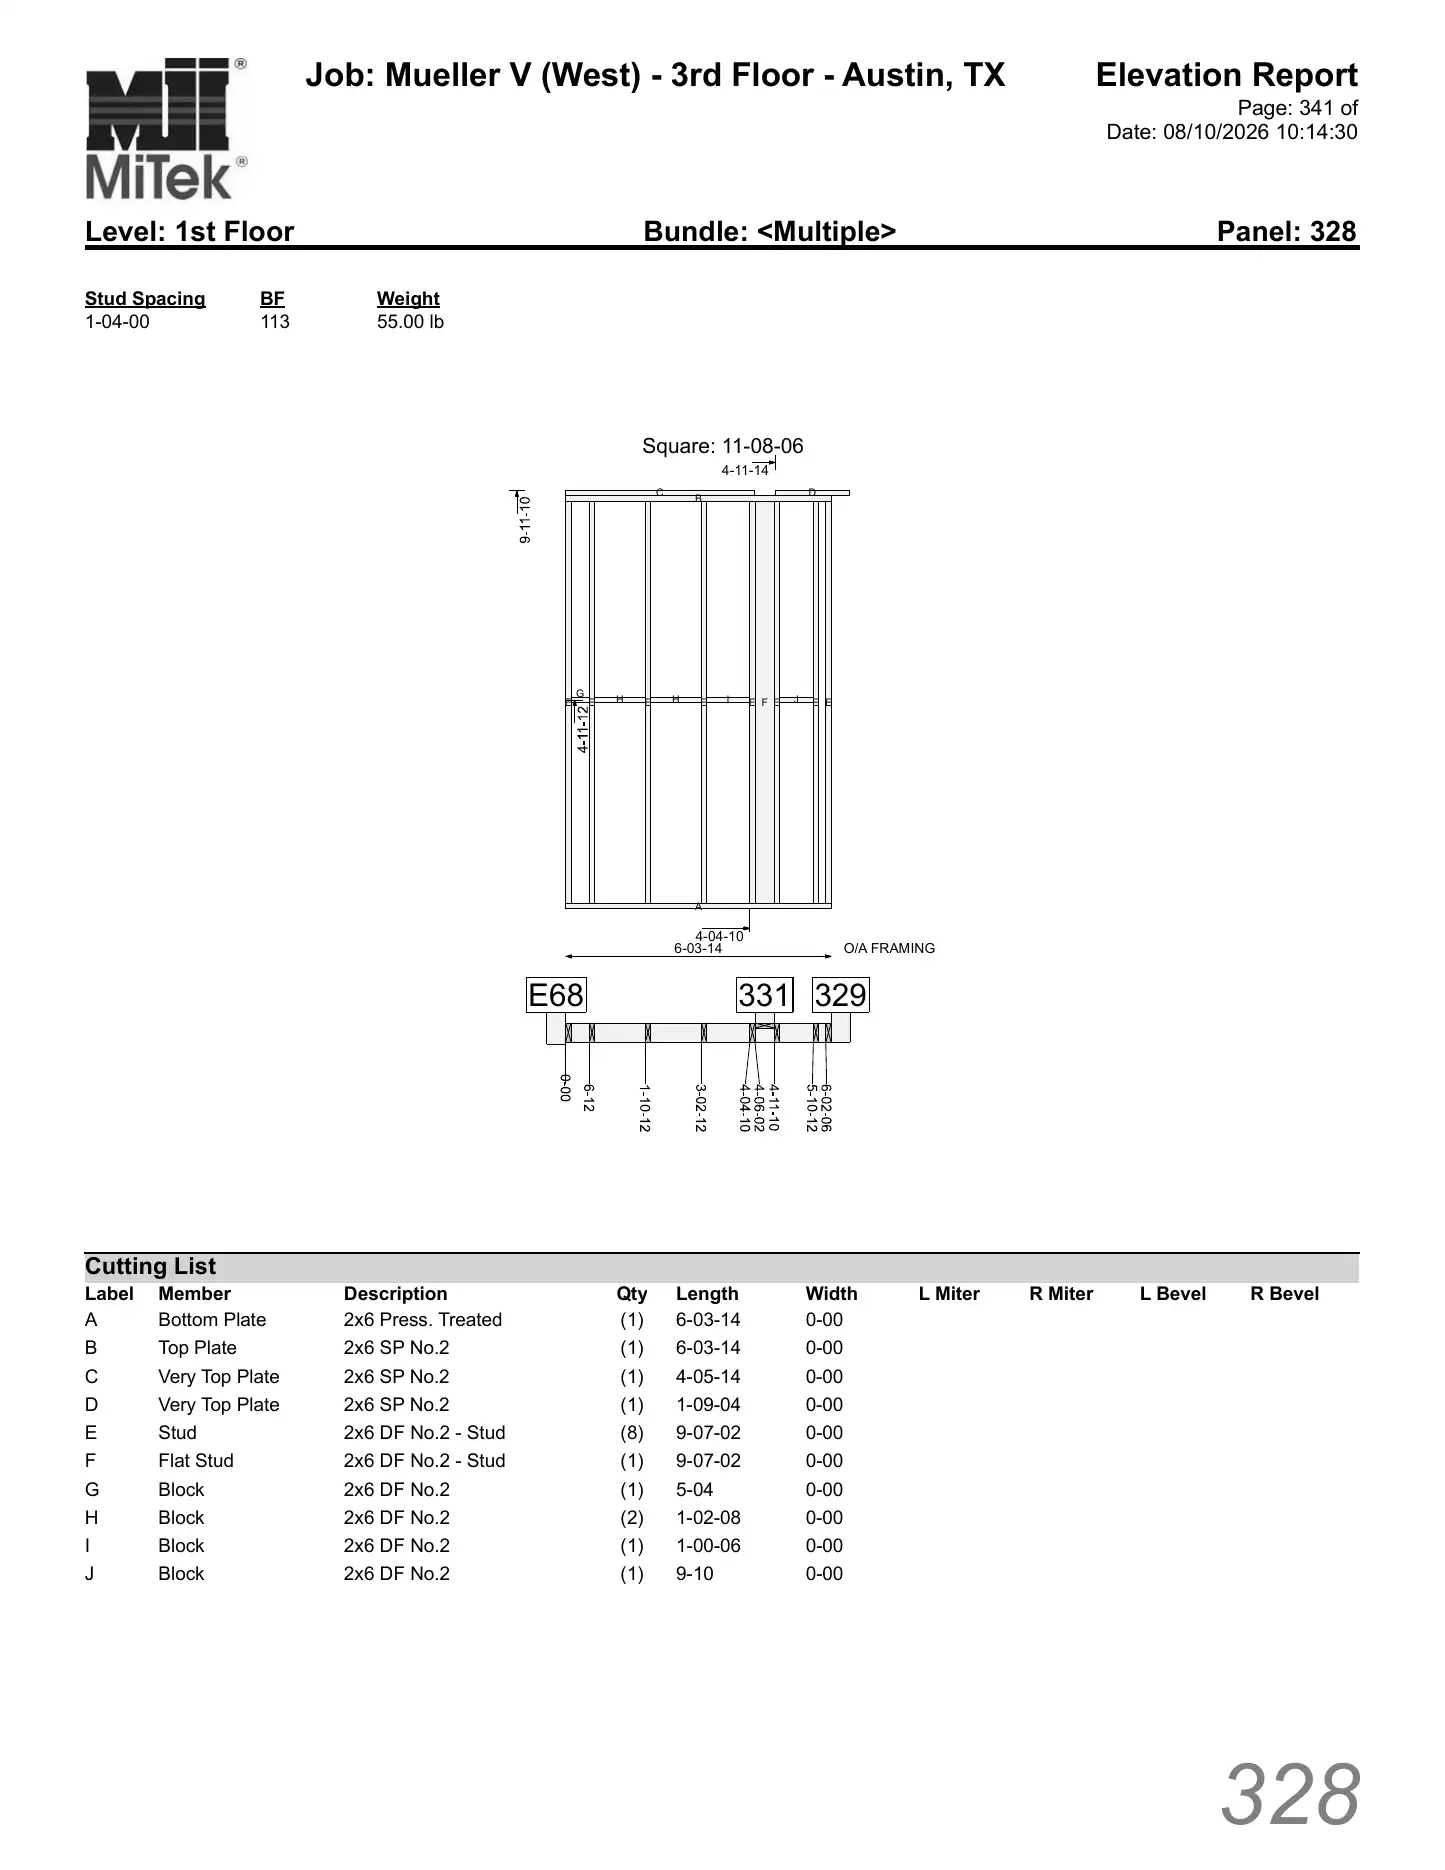 Job: Mueller V (West) - 3rd Floor - Austin, TX
Elevation Report
Page: 341 of
Date: 08/10/2026 10:14:30
®
MiTek®
Level: 1st Floor Bundle: <Multiple> Panel: 328
Stud Spacing BF Weight
1-04-00 113 55.00 lb
Square: 11-08-06
4-11-14
9-11-10
C B D
G H H I E F J E
4-11-12
A
4-04-10
6-03-14 O/A FRAMING
E68 331 329
0-00 6-12 1-10-12 3-02-12 4-04-10 4-06-02 4-11-10 5-10-12 6-02-06
Cutting List
Label Member Description Qty Length Width L Miter R Miter L Bevel R Bevel
A Bottom Plate 2x6 Press. Treated (1) 6-03-14 0-00
B Top Plate 2x6 SP No.2 (1) 6-03-14 0-00
C Very Top Plate 2x6 SP No.2 (1) 4-05-14 0-00
D Very Top Plate 2x6 SP No.2 (1) 1-09-04 0-00
E Stud 2x6 DF No.2 - Stud (8) 9-07-02 0-00
F Flat Stud 2x6 DF No.2 - Stud (1) 9-07-02 0-00
G Block 2x6 DF No.2 (1) 5-04 0-00
H Block 2x6 DF No.2 (2) 1-02-08 0-00
I Block 2x6 DF No.2 (1) 1-00-06 0-00
J Block 2x6 DF No.2 (1) 9-10 0-00
328